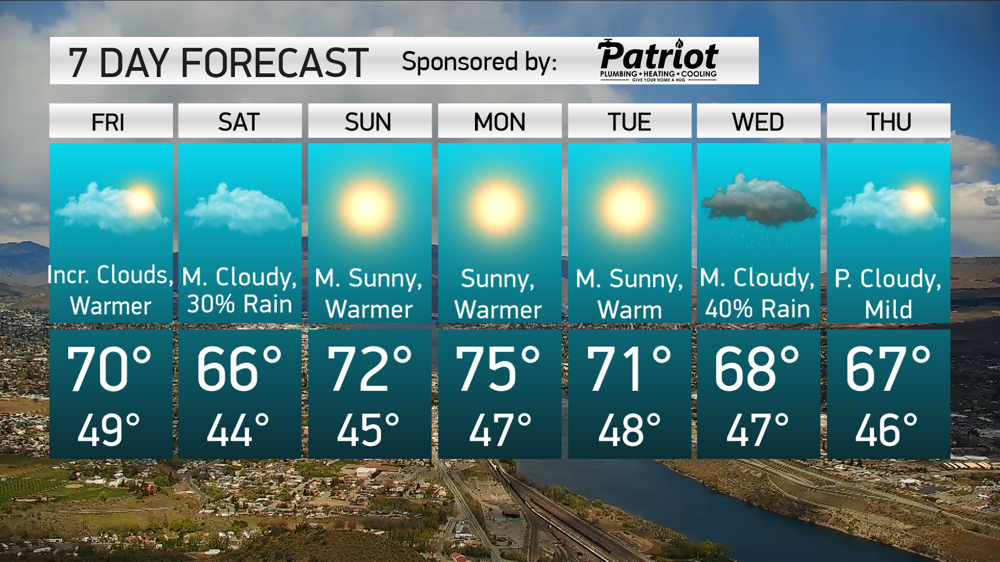 7 DAY FORECAST
Sponsored by:
Patriot
PLUMBING * HEATING * COOLING
GIVE YOUR HOME A HUG
FRI
Incr. Clouds,
Warmer
70°
49°
SAT
M. Cloudy,
30% Rain
66°
44°
SUN
M. Sunny,
Warmer
72°
45°
MON
Sunny,
Warmer
75°
47°
TUE
M. Sunny,
Warm
71°
48°
WED
M. Cloudy,
40% Rain
68°
47°
THU
P. Cloudy,
Mild
67°
46°